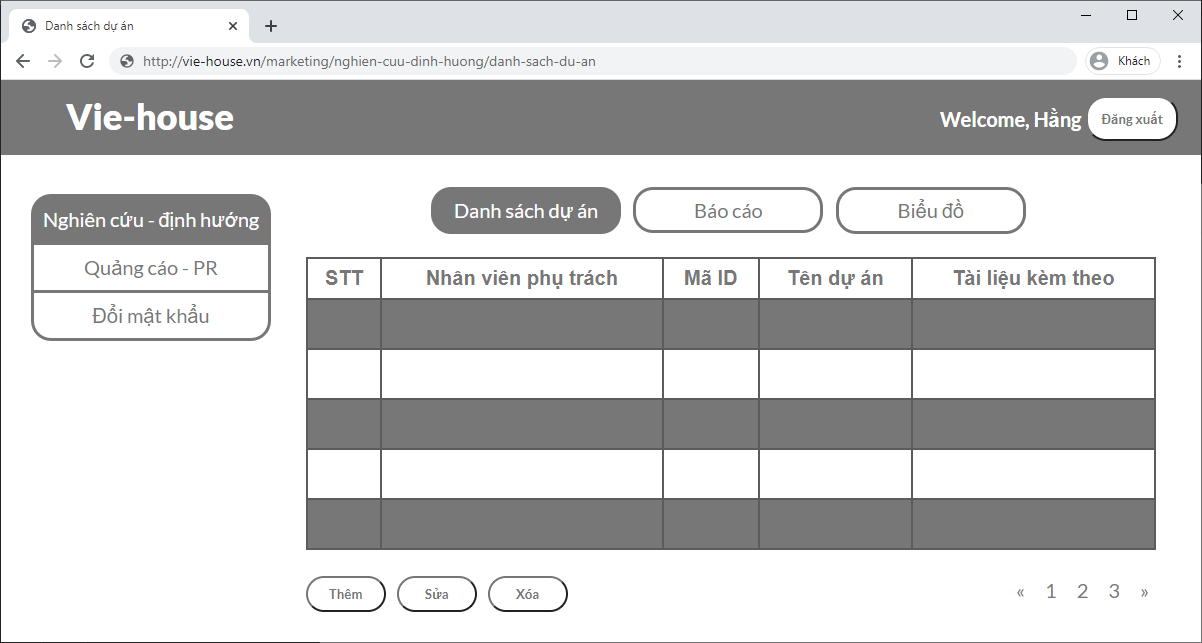 Danh sách dự án
http://vie-house.vn/marketing/nghien-cuu-dinh-huong/danh-sach-du-an
Khách
Vie-house
Welcome, Hằng
Đăng xuất
Nghiên cứu - định hướng
Quảng cáo - PR
Đổi mật khẩu
Danh sách dự án
Báo cáo
Biểu đồ
STT Nhân viên phụ trách Mã ID Tên dự án Tài liệu kèm theo
Thêm
Sửa
Xóa
« 1 2 3 »